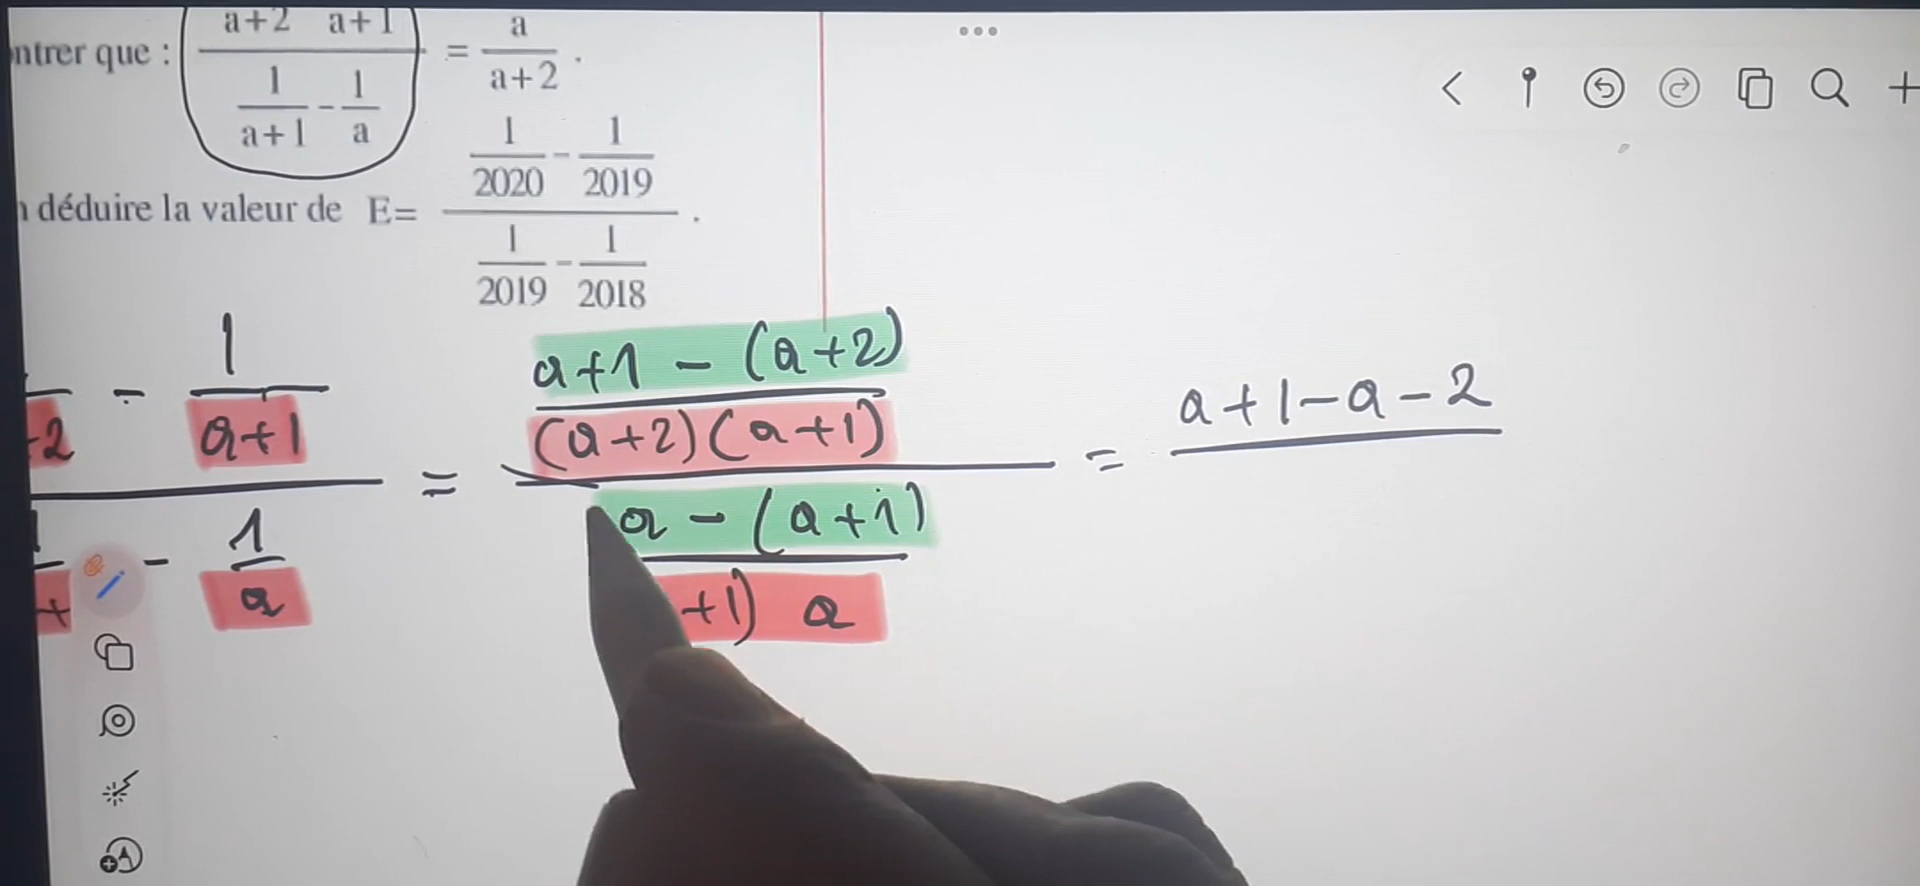 a+2 a+1 a
ntrer que : = .
1 1 a+2
- 
a+1 a
1 1
-
2020 2019
déduire la valeur de E= .
1 1
-
2019 2018
1 a+1 - (a+2) a+1-a-2
-
2 a+1 (a+2)(a+1)
= =
1 a - (a+1)
-
+ a +1) a